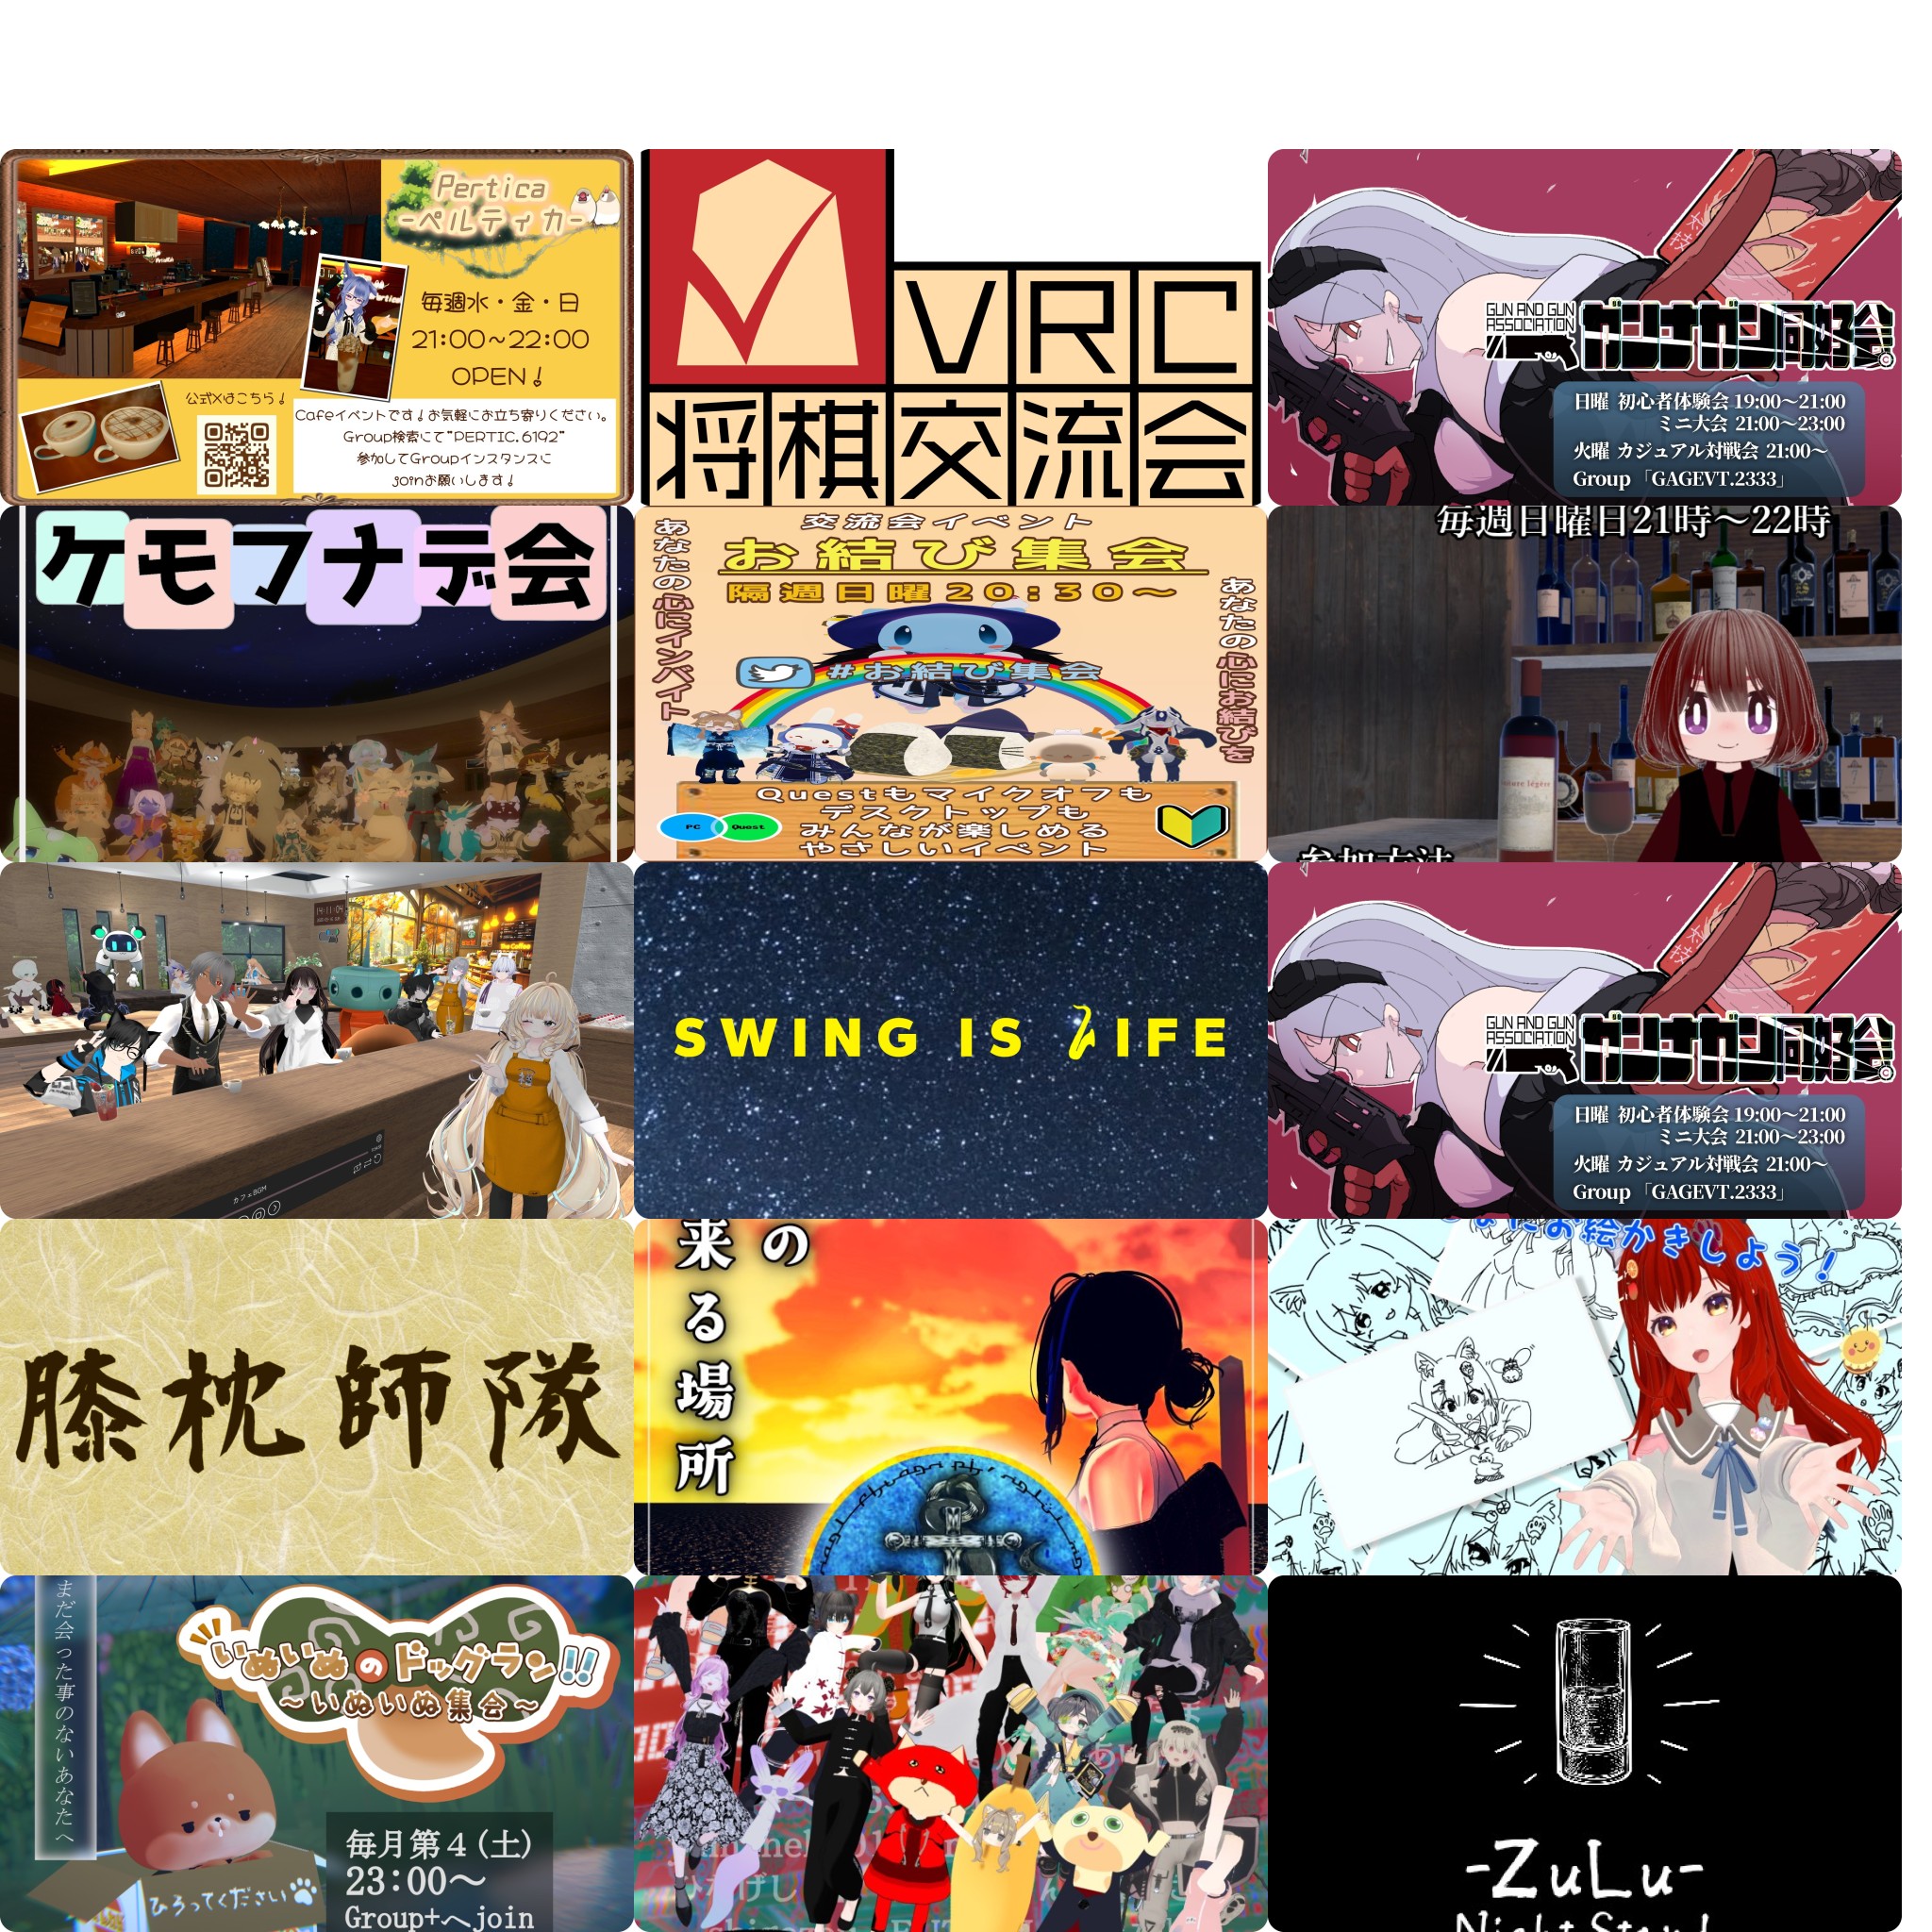 Pertica
-ペルティカ-
毎週水・金・日
21:00~22:00
OPEN!
公式Xはこちら!
Cafeイベントです!お気軽にお立ち寄りください。
Group検索にて"PERTIC.6192"
参加してGroupインスタンスに
joinお願いします!
VRC
将棋交流会
GUN AND GUN
ASSOCIATION
ガンナガン同好会
日曜 初心者体験会 19:00〜21:00
ミニ大会 21:00〜23:00
火曜 カジュアル対戦会 21:00〜
Group「GAGEVT.2333」
ケモフナデ会
交流会イベント
お結び集会
隔週日曜20:30〜
あなたの心にインバイト
あなたの心にお結びを
#お結び集会
Questもマイクオフも
デスクトップも
みんなが楽しめる
やさしいイベント
PC Quest
毎週日曜日21時〜22時
参加方法
カフェBGM
SWING IS LIFE
GUN AND GUN
ASSOCIATION
ガンナガン同好会
日曜 初心者体験会 19:00〜21:00
ミニ大会 21:00〜23:00
火曜 カジュアル対戦会 21:00〜
Group「GAGEVT.2333」
膝枕師隊
の
来る場所
お絵かきしよう!
まだ会った事のないあなたへ
いぬいぬのドッグラン!!
〜いぬいぬ集会〜
ひろってください
毎月第4(土)
23:00〜
Group+へjoin
-ZuLu-
Night Stand